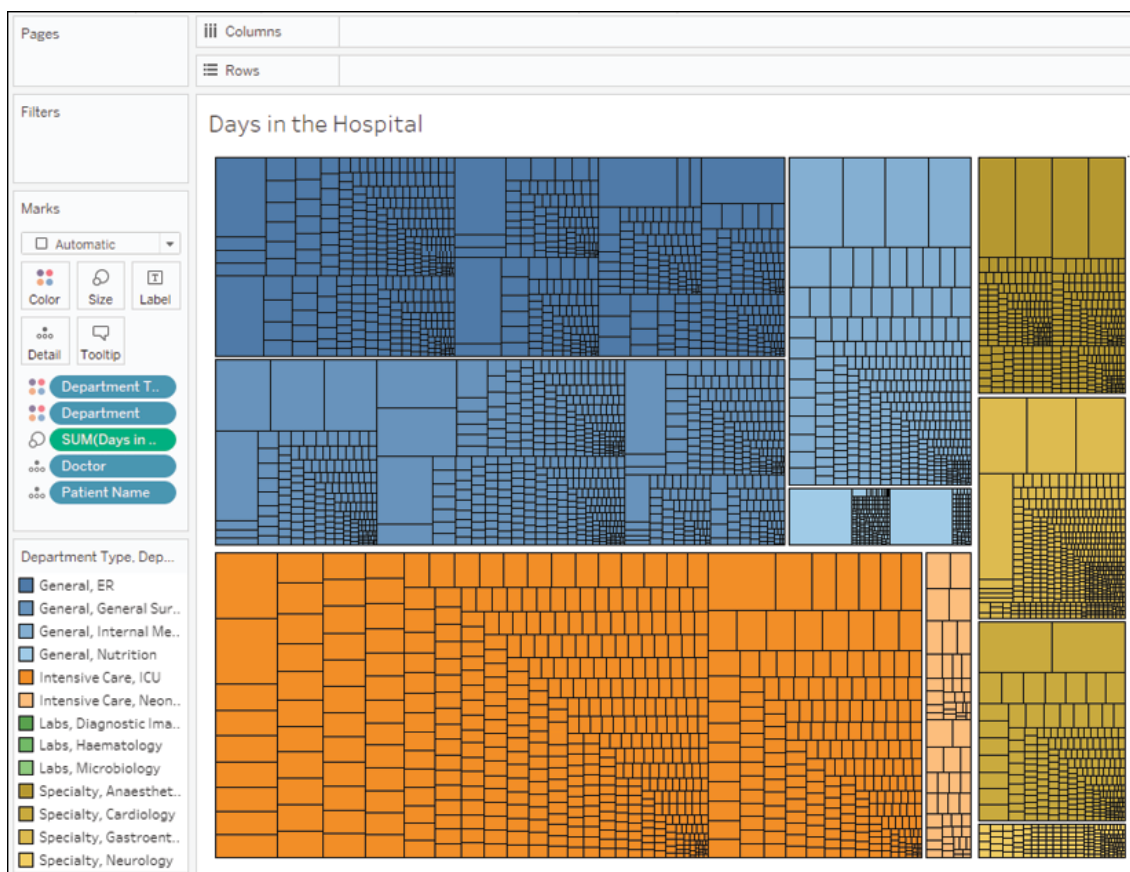 Pages
Columns
Rows
Filters
Days in the Hospital
Marks
Automatic
Color
Size
Label
Detail
Tooltip
Department T..
Department
SUM(Days in ..
Doctor
Patient Name
Department Type, Dep...
General, ER
General, General Sur..
General, Internal Me..
General, Nutrition
Intensive Care, ICU
Intensive Care, Neon..
Labs, Diagnostic Ima..
Labs, Haematology
Labs, Microbiology
Specialty, Anaesthet..
Specialty, Cardiology
Specialty, Gastroent..
Specialty, Neurology